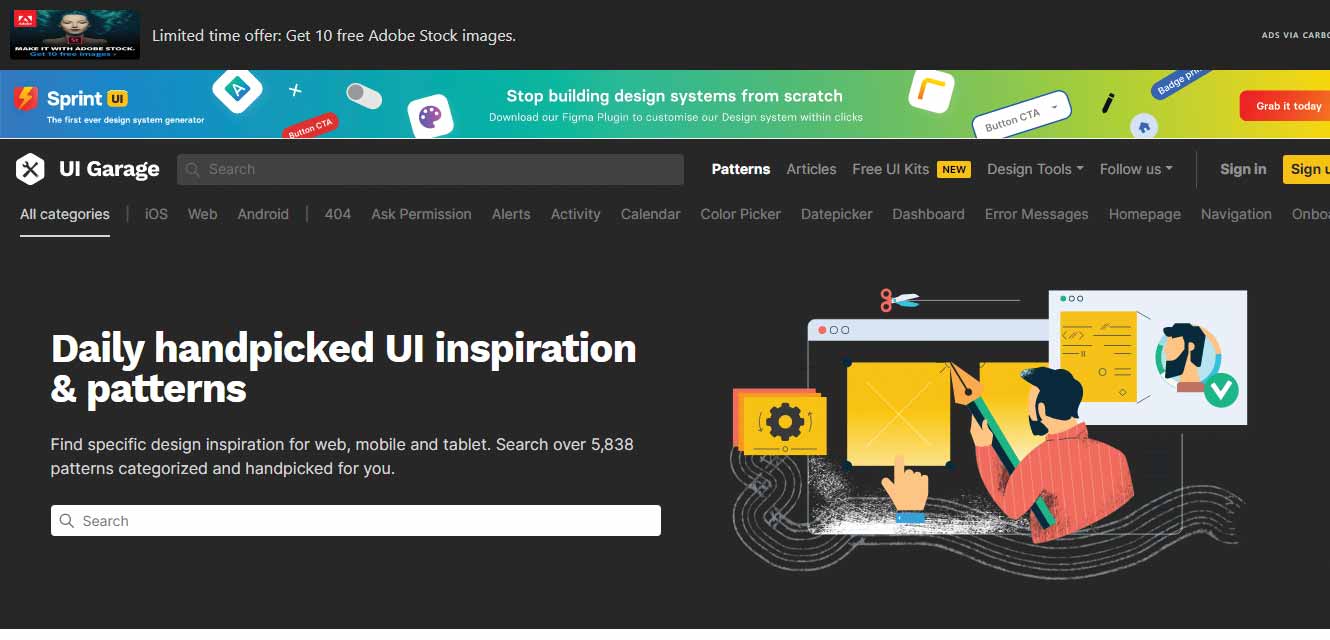 Adobe
MAKE IT WITH ADOBE STOCK.
Get 10 free images >
Limited time offer: Get 10 free Adobe Stock images.
ADS VIA CARBO
Sprint UI
The first ever design system generator
Button CTA
Stop building design systems from scratch
Download our Figma Plugin to customise our Design system within clicks
Button CTA
Badge pri
Grab it today
UI Garage
Search
Patterns Articles Free UI Kits NEW Design Tools Follow us Sign in Sign u
All categories | iOS Web Android | 404 Ask Permission Alerts Activity Calendar Color Picker Datepicker Dashboard Error Messages Homepage Navigation Onboa
Daily handpicked UI inspiration
& patterns
Find specific design inspiration for web, mobile and tablet. Search over 5,838
patterns categorized and handpicked for you.
Search